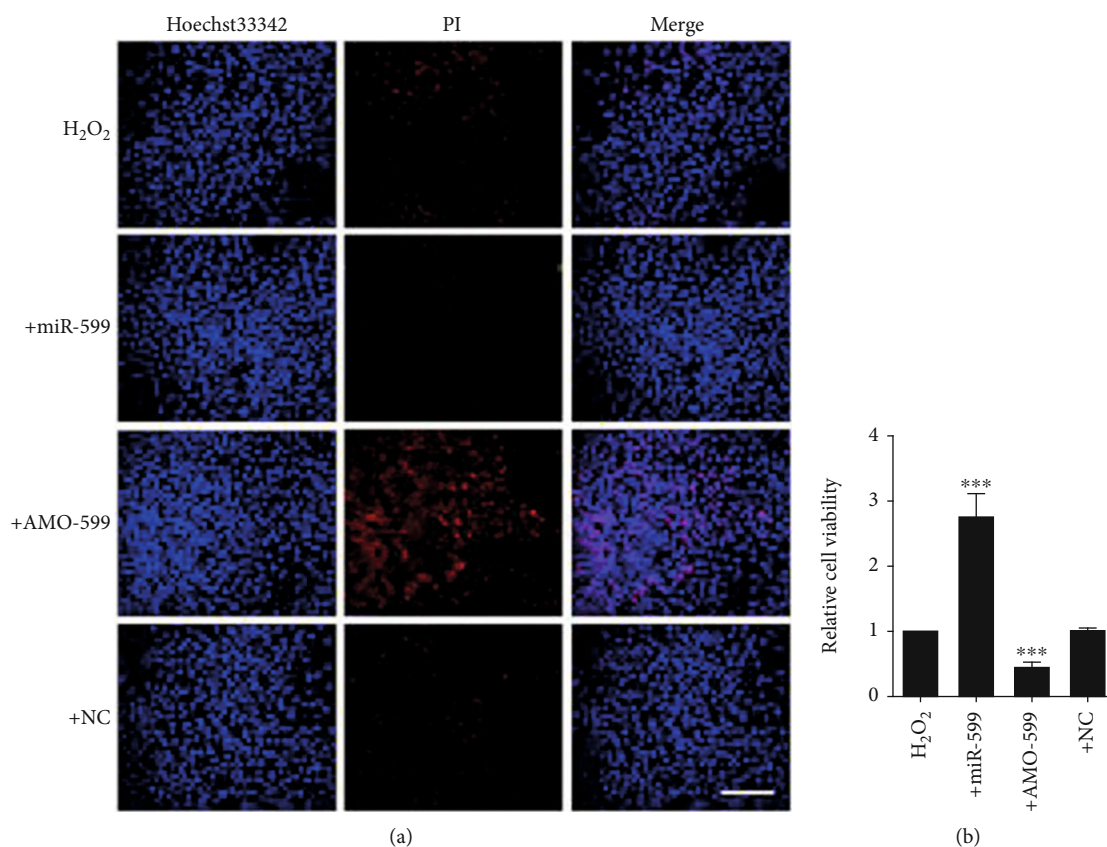 Hoechst33342 PI Merge
H₂O₂
+miR-599
+AMO-599
+NC
(a)
4
3
2
1
0
Relative cell viability
***
***
H₂O₂
+miR-599
+AMO-599
+NC
(b)